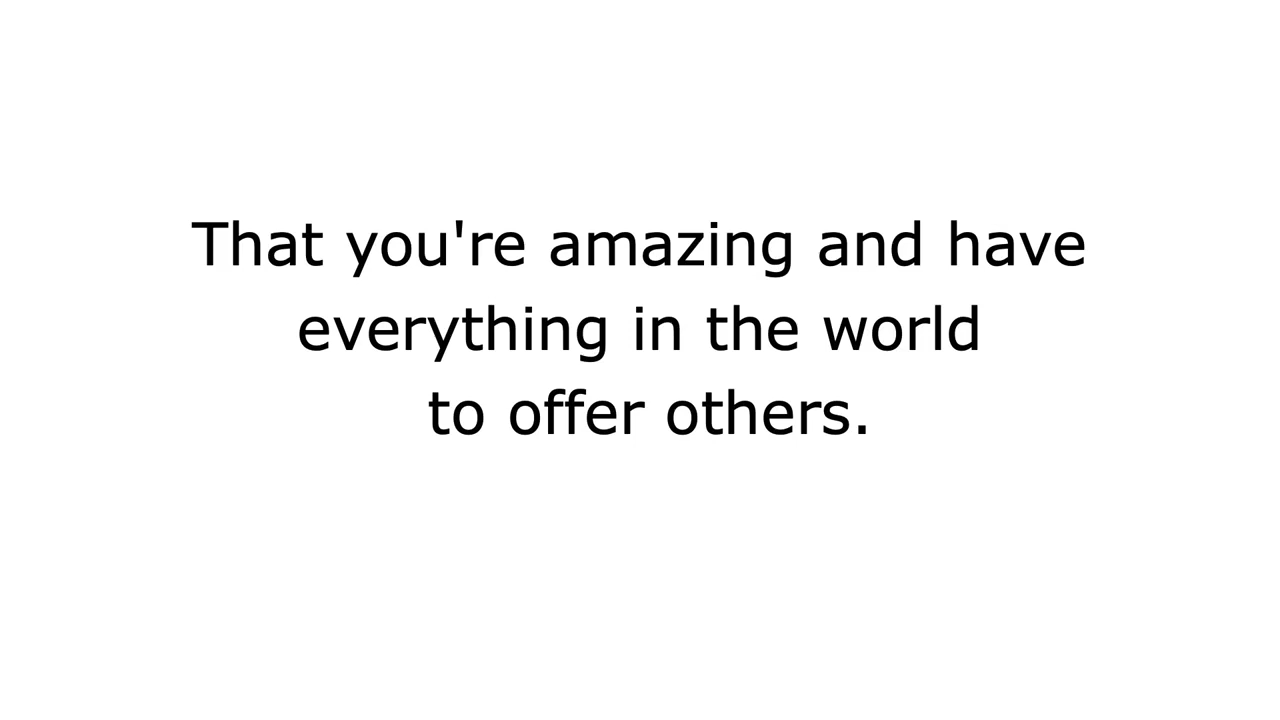 That you're amazing and have
everything in the world
to offer others.